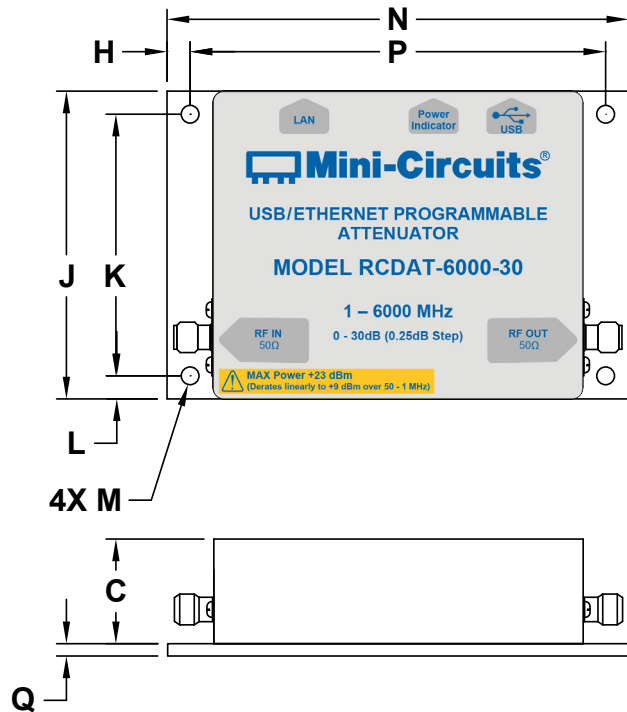 N
H
P
LAN
Power
Indicator
USB
Mini-Circuits®
USB/ETHERNET PROGRAMMABLE
ATTENUATOR
J
K
MODEL RCDAT-6000-30
1 – 6000 MHz
RF IN
50Ω
0 - 30dB (0.25dB Step)
RF OUT
50Ω
MAX Power +23 dBm
(Derates linearly to +9 dBm over 50 - 1 MHz)
L
4X M
C
Q